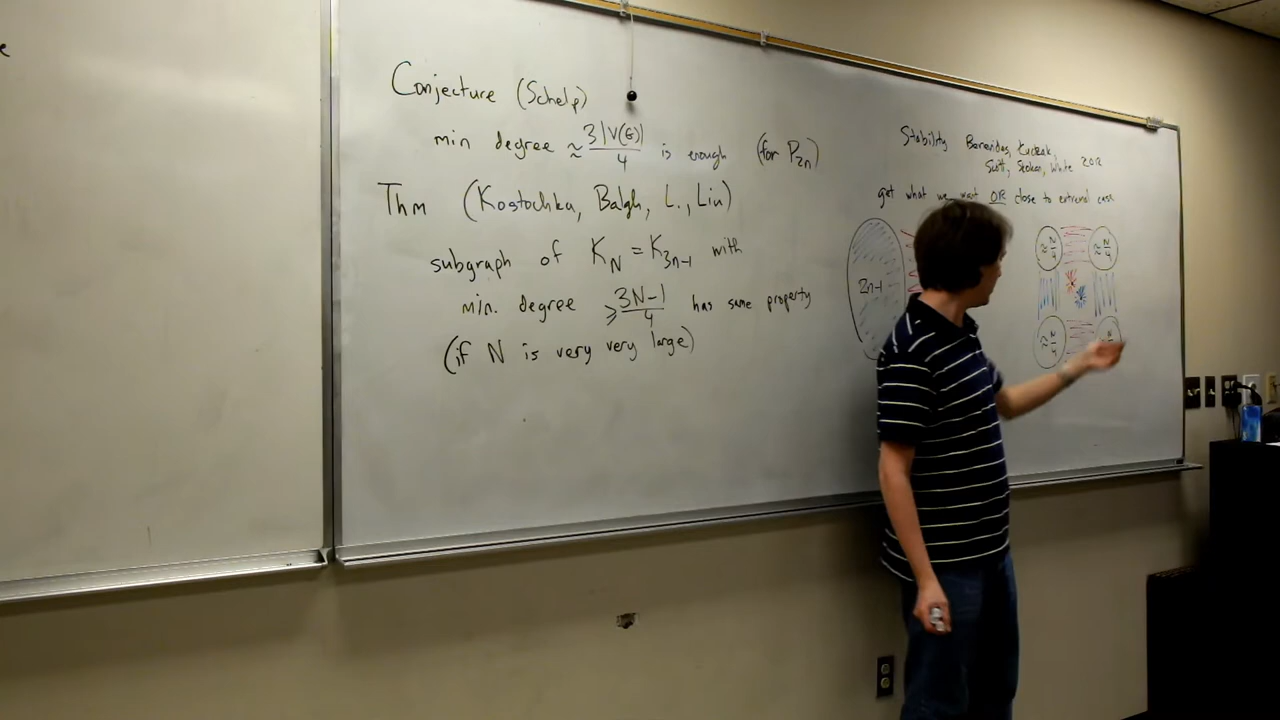 Conjecture (Schelp)
min degree ≈ 3|V(G)|/4 is enough (for P2n)
Thm (Kostochka, Balgh, L., Liu)
subgraph of KN = K3n-1 with
min. degree ≥ 3N-1/4 has same property
(if N is very very large)
Stability Benevides, Łuczak,
Scott, Skokan, White 2012
get what we want OR close to extremal case
2n-1
≈ N/4 ≈ N/4
≈ N/4